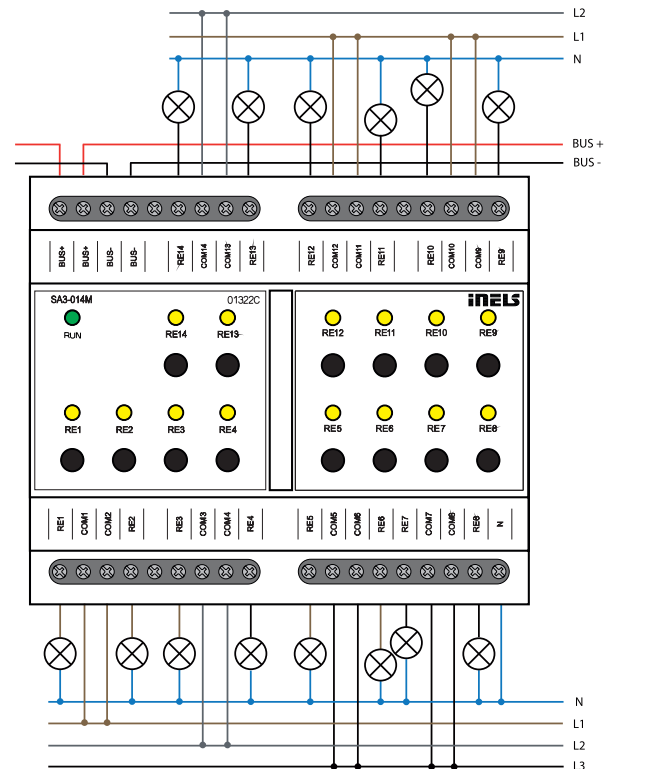 L2
L1
N
BUS +
BUS -
BUS+ BUS+ BUS- BUS- RE14 COM14 COM13 RE13 RE12 COM12 COM11 RE11 RE10 COM10 COM9 RE9
SA3-014M 01322C iNELS
RUN RE14 RE13 RE12 RE11 RE10 RE9
RE1 RE2 RE3 RE4 RE5 RE6 RE7 RE8
RE1 COM1 COM2 RE2 RE3 COM3 COM4 RE4 RE5 COM5 COM6 RE6 RE7 COM7 COM8 RE8 N
N
L1
L2
L3